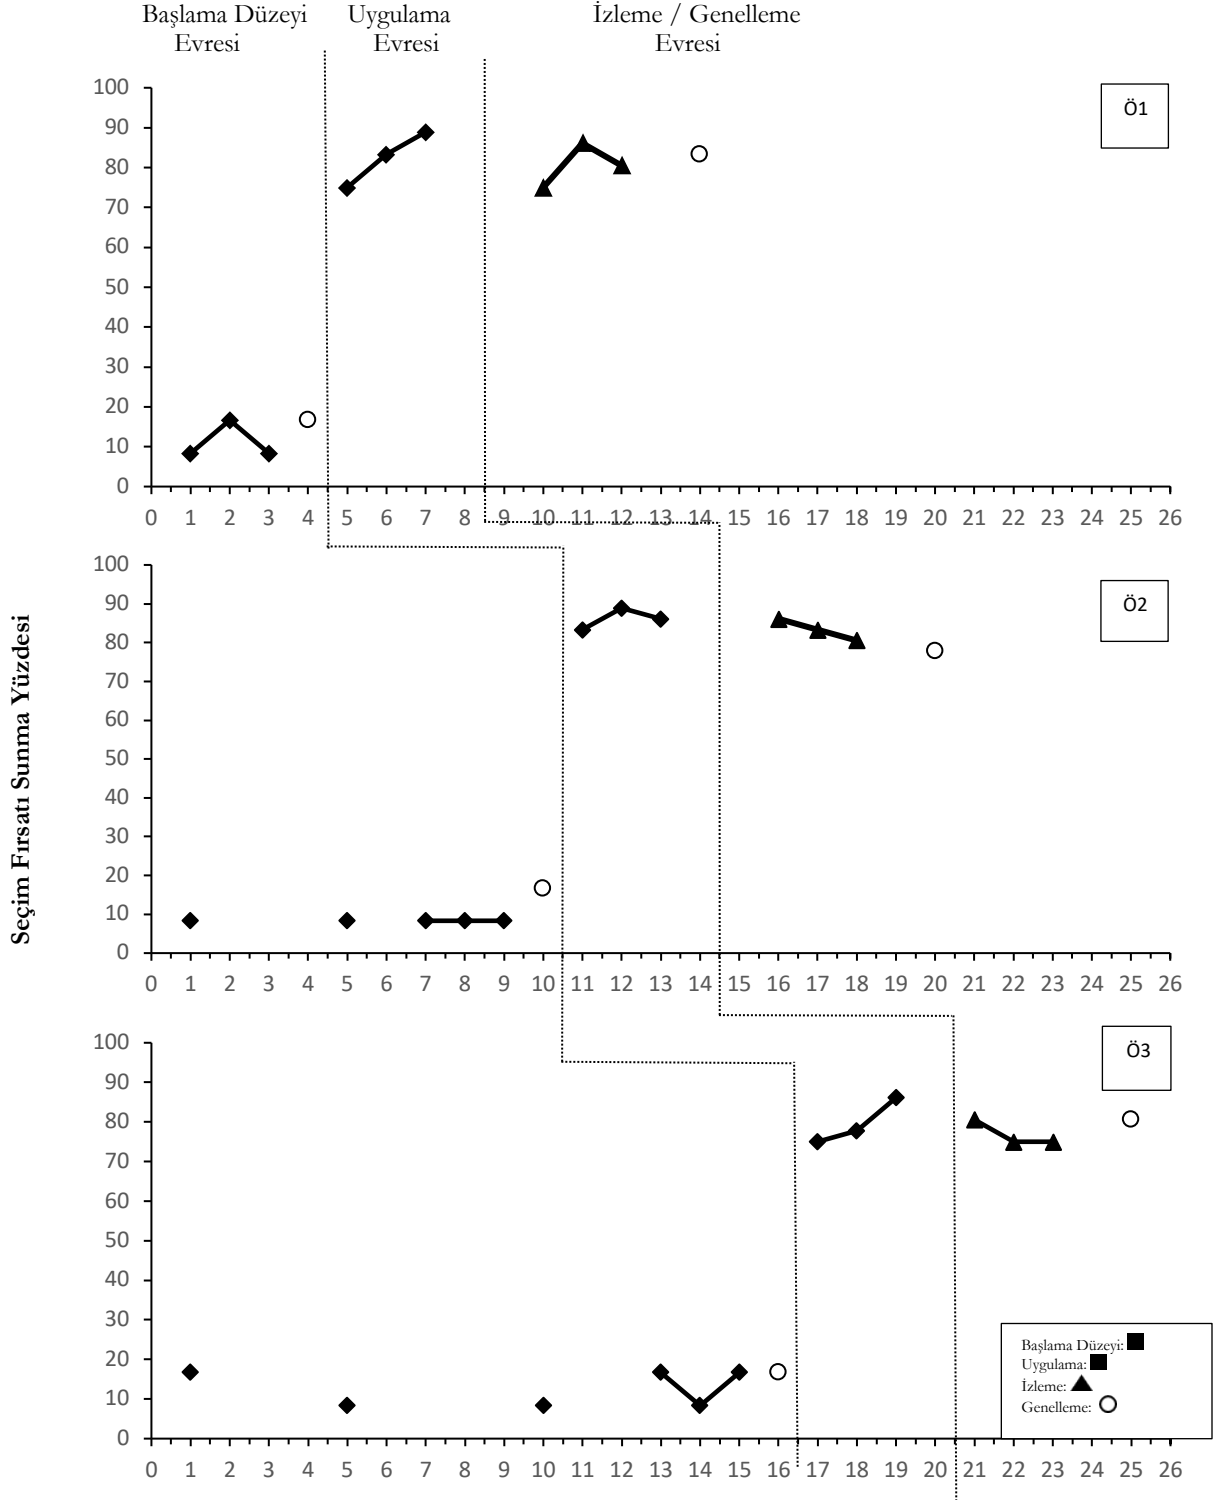 Başlama Düzeyi
Evresi
Uygulama
Evresi
İzleme / Genelleme
Evresi
Seçim Fırsatı Sunma Yüzdesi
100
90
80
70
60
50
40
30
20
10
0
0 1 2 3 4 5 6 7 8 9 10 11 12 13 14 15 16 17 18 19 20 21 22 23 24 25 26
Ö1
100
90
80
70
60
50
40
30
20
10
0
0 1 2 3 4 5 6 7 8 9 10 11 12 13 14 15 16 17 18 19 20 21 22 23 24 25 26
Ö2
100
90
80
70
60
50
40
30
20
10
0
0 1 2 3 4 5 6 7 8 9 10 11 12 13 14 15 16 17 18 19 20 21 22 23 24 25 26
Ö3
Başlama Düzeyi:
Uygulama:
İzleme:
Genelleme: